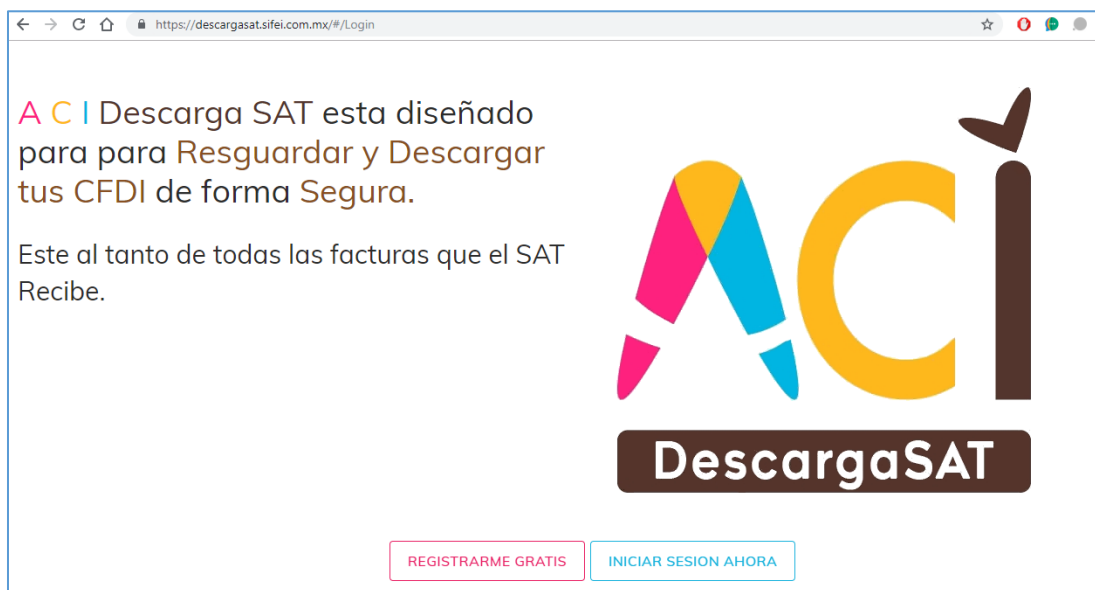 https://descargasat.sifei.com.mx/#/Login
A C I Descarga SAT esta diseñado
para para Resguardar y Descargar
tus CFDI de forma Segura.
Este al tanto de todas las facturas que el SAT
Recibe.
ACI
DescargaSAT
REGISTRARME GRATIS
INICIAR SESION AHORA